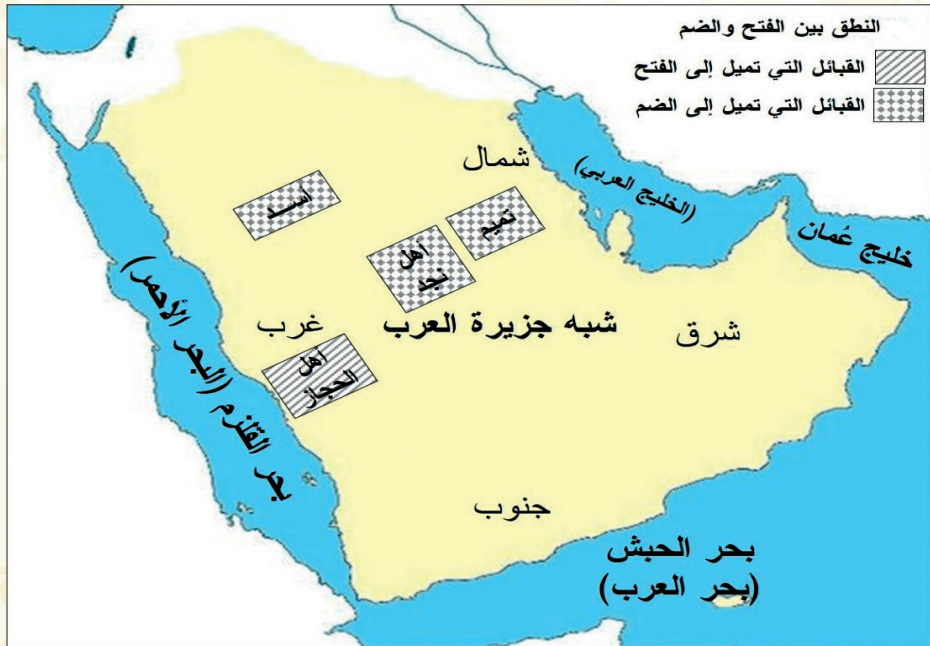 النطق بين الفتح والضم
القبائل التي تميل إلى الفتح
القبائل التي تميل إلى الضم
شمال
(الخليج العربي)
خليج عُمان
أســـد
تميم
أهل
نجد
شبه جزيرة العرب
شرق
غرب
أهل
الحجاز
بحر القلزم (البحر الأحمر)
جنوب
بحر الحبش
(بحر العرب)